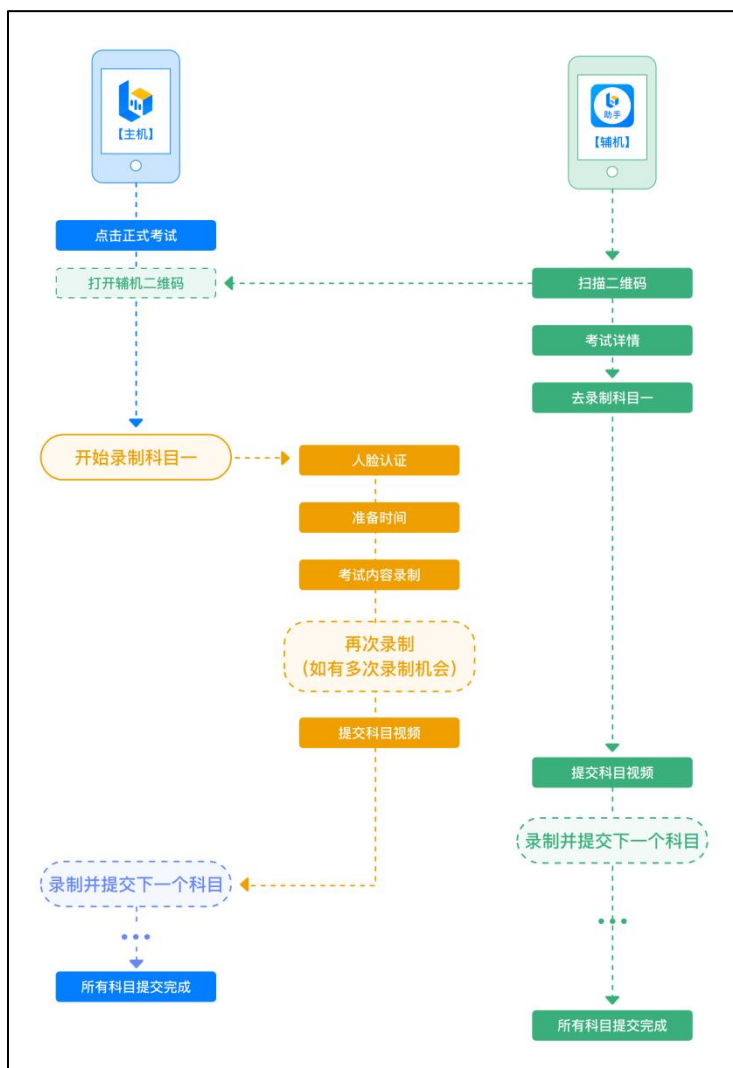 【主机】
助手
【辅机】
点击正式考试
打开辅机二维码
扫描二维码
考试详情
去录制科目一
开始录制科目一
人脸认证
准备时间
考试内容录制
再次录制
(如有多次录制机会)
提交科目视频
提交科目视频
录制并提交下一个科目
录制并提交下一个科目
所有科目提交完成
所有科目提交完成